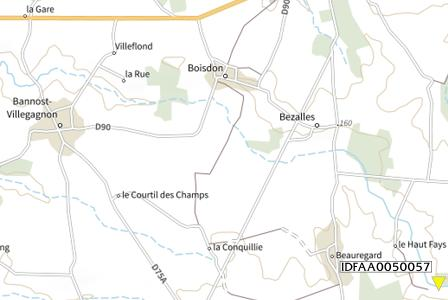 la Gare
D90
Villeflond
la Rue
Boisdon
Bannost-
Villegagnon
D90
Bezalles
160
le Courtil des Champs
la Conquillie
le Haut Fays
ng
D75A
Beauregard
IDFAA0050057